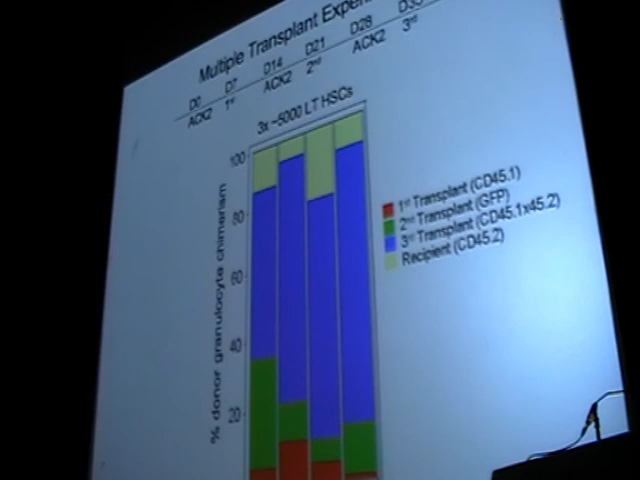 Multiple Transplant
D0 D7 D14 D21 D28 D35
ACK2 1st ACK2 2nd ACK2 3rd
3x ~5000 LT HSCs
% donor granulocyte chimerism
100
80
60
40
20
1st Transplant (CD45.1)
2nd Transplant (GFP)
3rd Transplant (CD45.1x45.2)
Recipient (CD45.2)